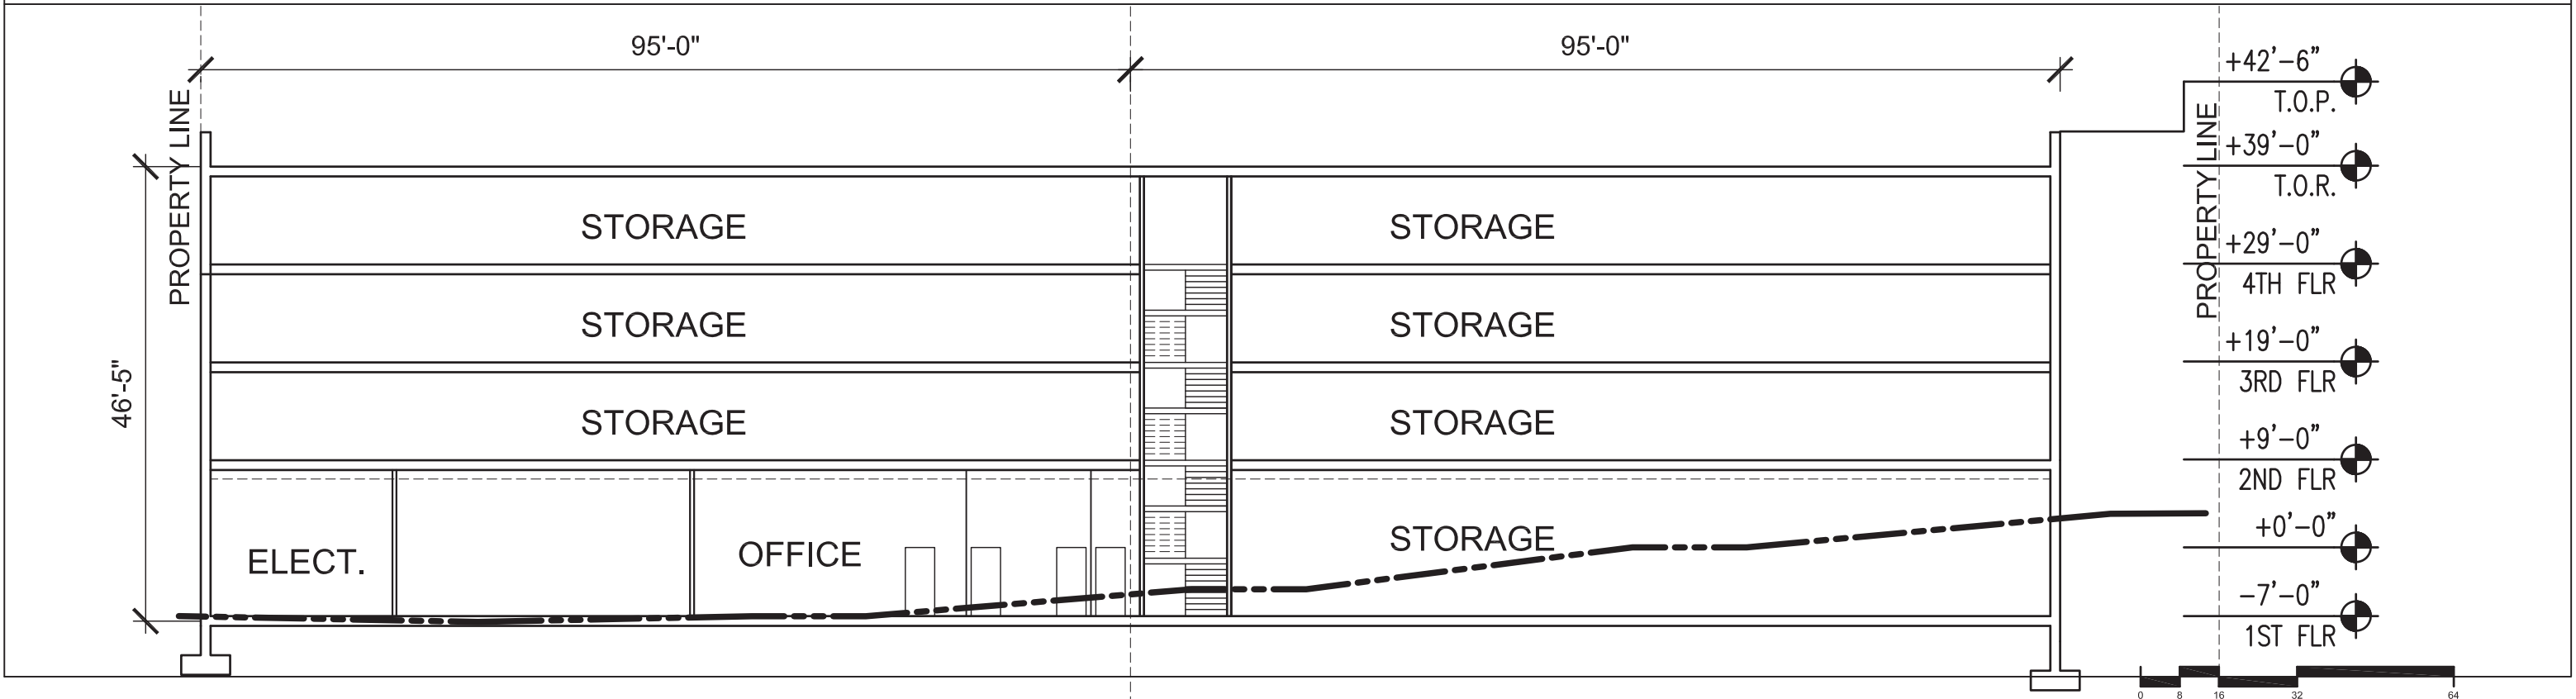 95'-0"
95'-0"
PROPERTY LINE
PROPERTY LINE
+42'-6"
T.O.P.
+39'-0"
T.O.R.
+29'-0"
4TH FLR
+19'-0"
3RD FLR
+9'-0"
2ND FLR
+0'-0"
-7'-0"
1ST FLR
46'-5"
STORAGE
STORAGE
STORAGE
STORAGE
STORAGE
STORAGE
ELECT.
OFFICE
STORAGE
0 8 16 32 64